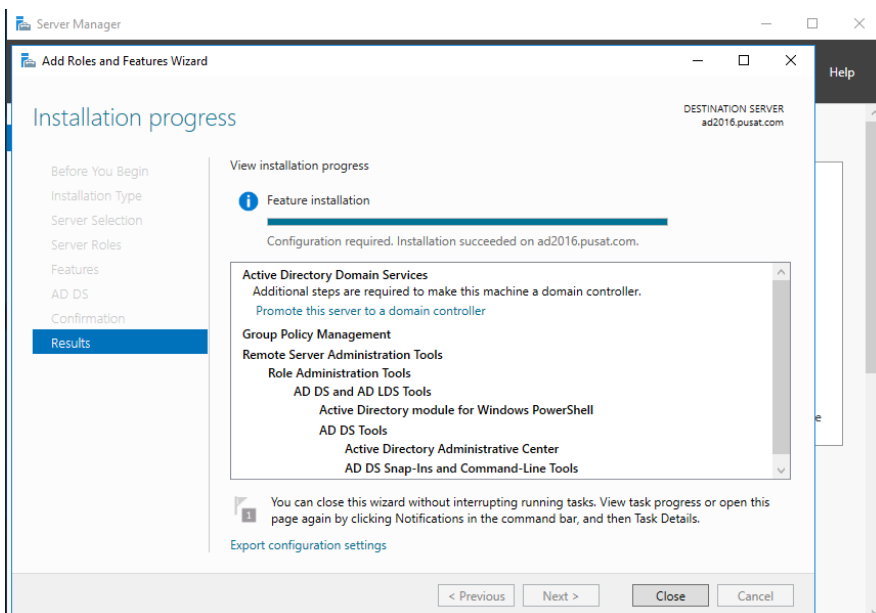 Server Manager
Add Roles and Features Wizard
Help
Installation progress
DESTINATION SERVER
ad2016.pusat.com
Before You Begin
Installation Type
Server Selection
Server Roles
Features
AD DS
Confirmation
Results
View installation progress
Feature installation
Configuration required. Installation succeeded on ad2016.pusat.com.
Active Directory Domain Services
Additional steps are required to make this machine a domain controller.
Promote this server to a domain controller
Group Policy Management
Remote Server Administration Tools
Role Administration Tools
AD DS and AD LDS Tools
Active Directory module for Windows PowerShell
AD DS Tools
Active Directory Administrative Center
AD DS Snap-Ins and Command-Line Tools
1
You can close this wizard without interrupting running tasks. View task progress or open this
page again by clicking Notifications in the command bar, and then Task Details.
Export configuration settings
< Previous
Next >
Close
Cancel